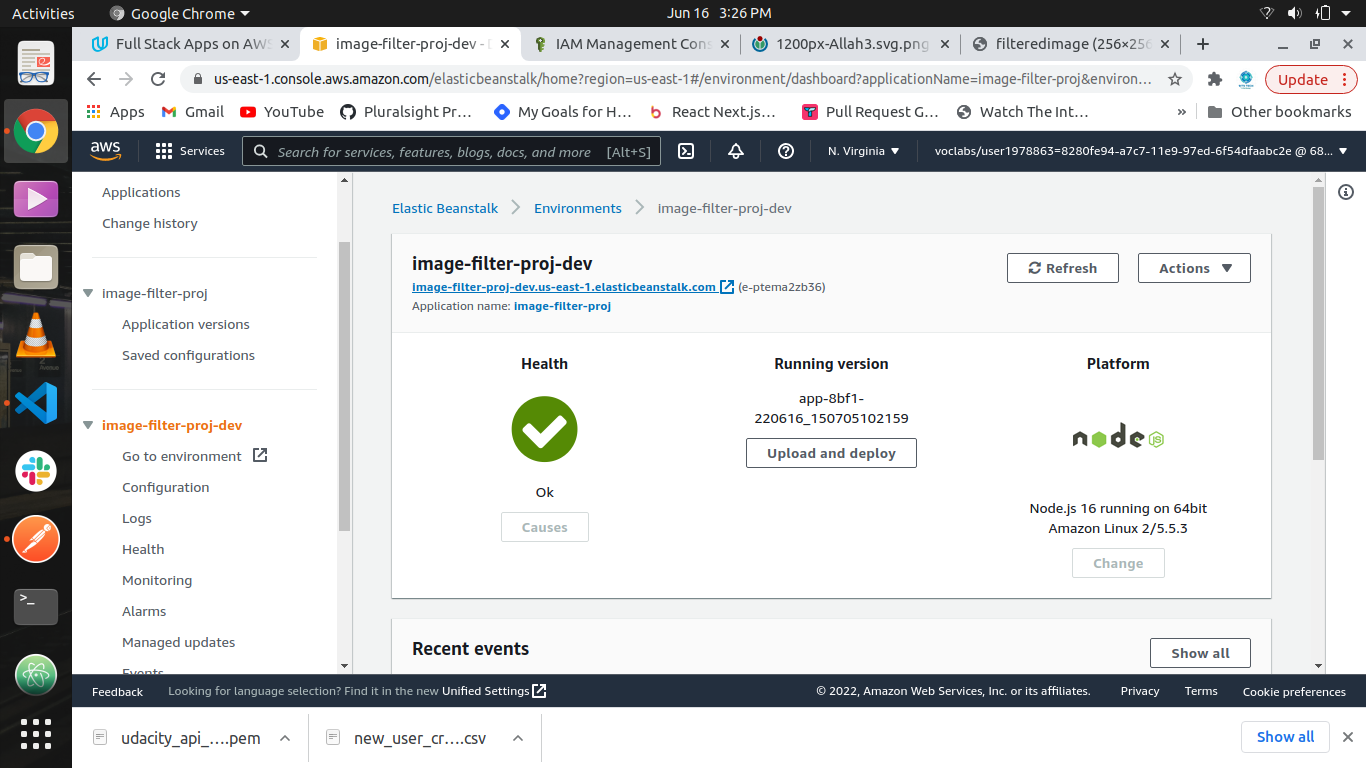 Activities
Google Chrome
Jun 16 3:26 PM
Full Stack Apps on AWS
image-filter-proj-dev - E
IAM Management Cons
1200px-Allah3.svg.png
filteredimage (256×256
us-east-1.console.aws.amazon.com/elasticbeanstalk/home?region=us-east-1#/environment/dashboard?applicationName=image-filter-proj&environ…
Update
Apps
Gmail
YouTube
Pluralsight Pr…
My Goals for H…
React Next.js…
Pull Request G…
Watch The Int…
»
Other bookmarks
aws
Services
Search for services, features, blogs, docs, and more [Alt+S]
N. Virginia
voclabs/user1978863=8280fe94-a7c7-11e9-97ed-6f54dfaabc2e @ 68...
Applications
Change history
image-filter-proj
Application versions
Saved configurations
image-filter-proj-dev
Go to environment
Configuration
Logs
Health
Monitoring
Alarms
Managed updates
Events
Elastic Beanstalk
Environments
image-filter-proj-dev
image-filter-proj-dev
image-filter-proj-dev.us-east-1.elasticbeanstalk.com (e-ptema2zb36)
Application name: image-filter-proj
Refresh
Actions
Health
Ok
Causes
Running version
app-8bf1-
220616_150705102159
Upload and deploy
Platform
node JS
Node.js 16 running on 64bit
Amazon Linux 2/5.5.3
Change
Recent events
Show all
Feedback
Looking for language selection? Find it in the new Unified Settings
© 2022, Amazon Web Services, Inc. or its affiliates.
Privacy
Terms
Cookie preferences
udacity_api_….pem
new_user_cr….csv
Show all